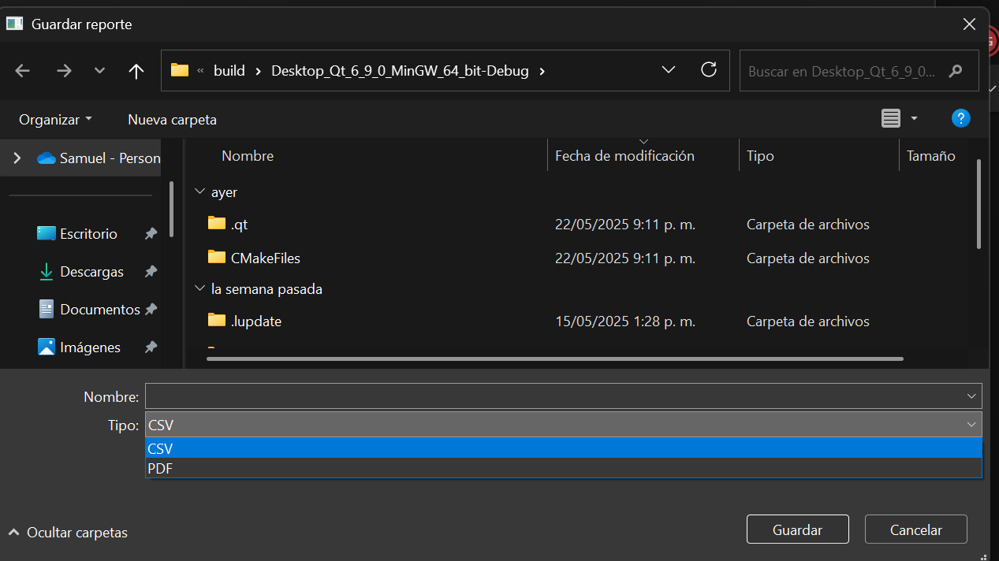 Guardar reporte
« build › Desktop_Qt_6_9_0_MinGW_64_bit-Debug ›
Buscar en Desktop_Qt_6_9_0...
Organizar
Nueva carpeta
?
Samuel - Person
Nombre
Fecha de modificación
Tipo
Tamaño
ayer
.qt 22/05/2025 9:11 p. m. Carpeta de archivos
CMakeFiles 22/05/2025 9:11 p. m. Carpeta de archivos
la semana pasada
.lupdate 15/05/2025 1:28 p. m. Carpeta de archivos
Escritorio
Descargas
Documentos
Imágenes
Nombre:
Tipo: CSV
CSV
PDF
Ocultar carpetas
Guardar
Cancelar